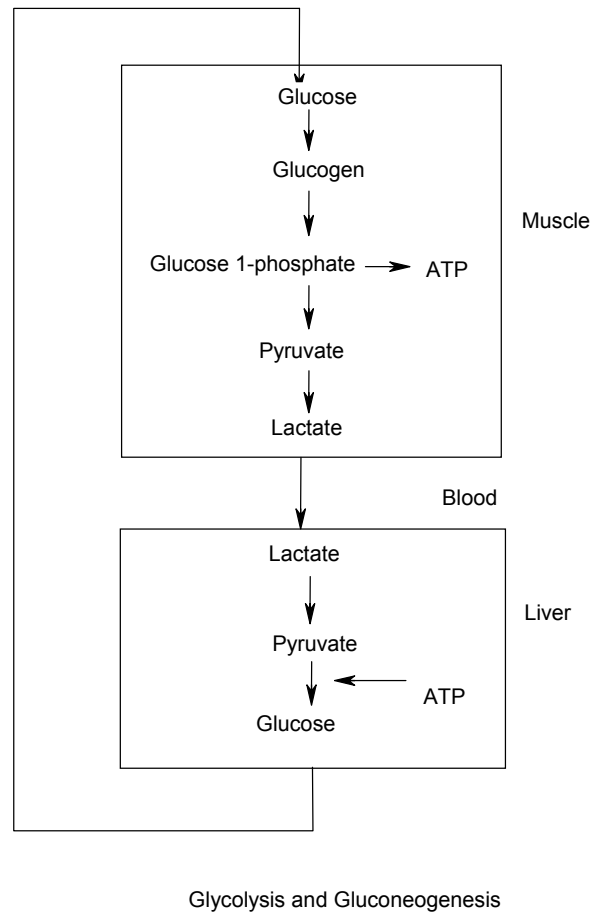 Glucose
Glucogen
Muscle
Glucose 1-phosphate
ATP
Pyruvate
Lactate
Blood
Lactate
Liver
Pyruvate
ATP
Glucose
Glycolysis and Gluconeogenesis